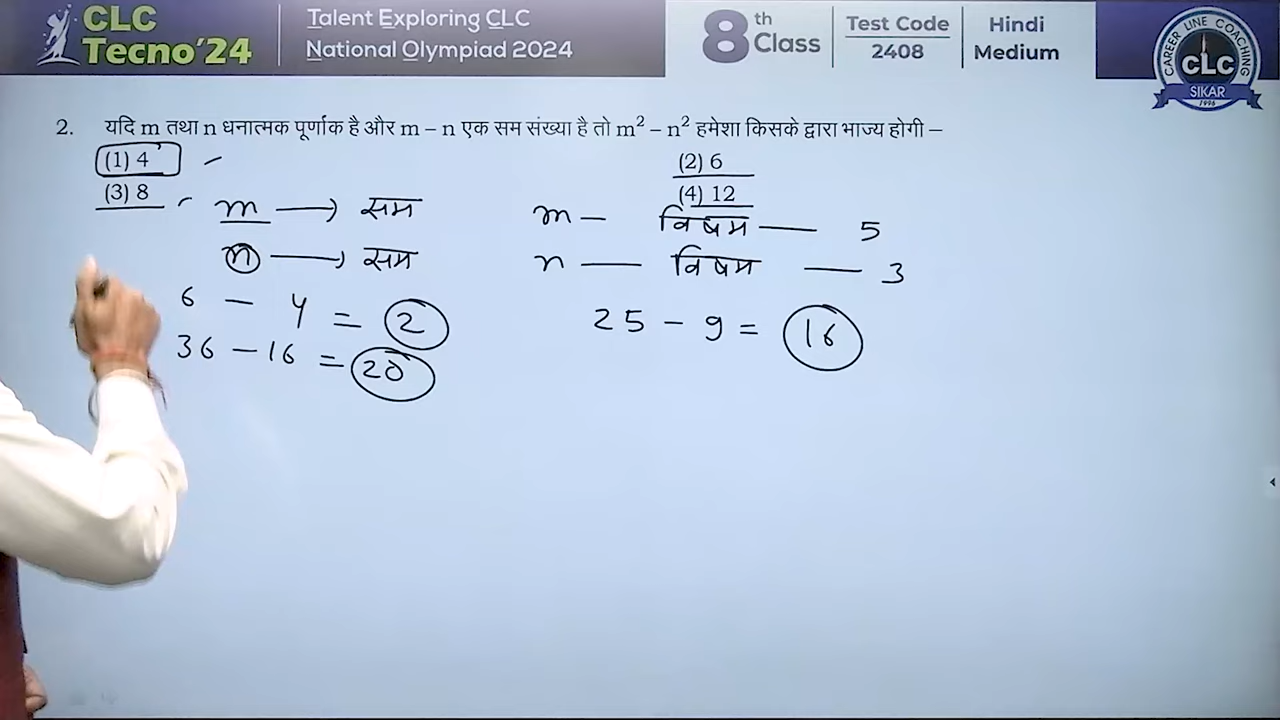 CLC
Tecno'24
Talent Exploring CLC
National Olympiad 2024
8th Class
Test Code
2408
Hindi
Medium
CAREER LINE COACHING
CLC
SIKAR
1996
2. यदि m तथा n धनात्मक पूर्णाक है और m – n एक सम संख्या है तो m² – n² हमेशा किसके द्वारा भाज्य होगी –
(1) 4 (2) 6
(3) 8 (4) 12
m → सम
n → सम
6 – 4 = 2
36 – 16 = 20
m – विषम — 5
n — विषम — 3
25 – 9 = 16